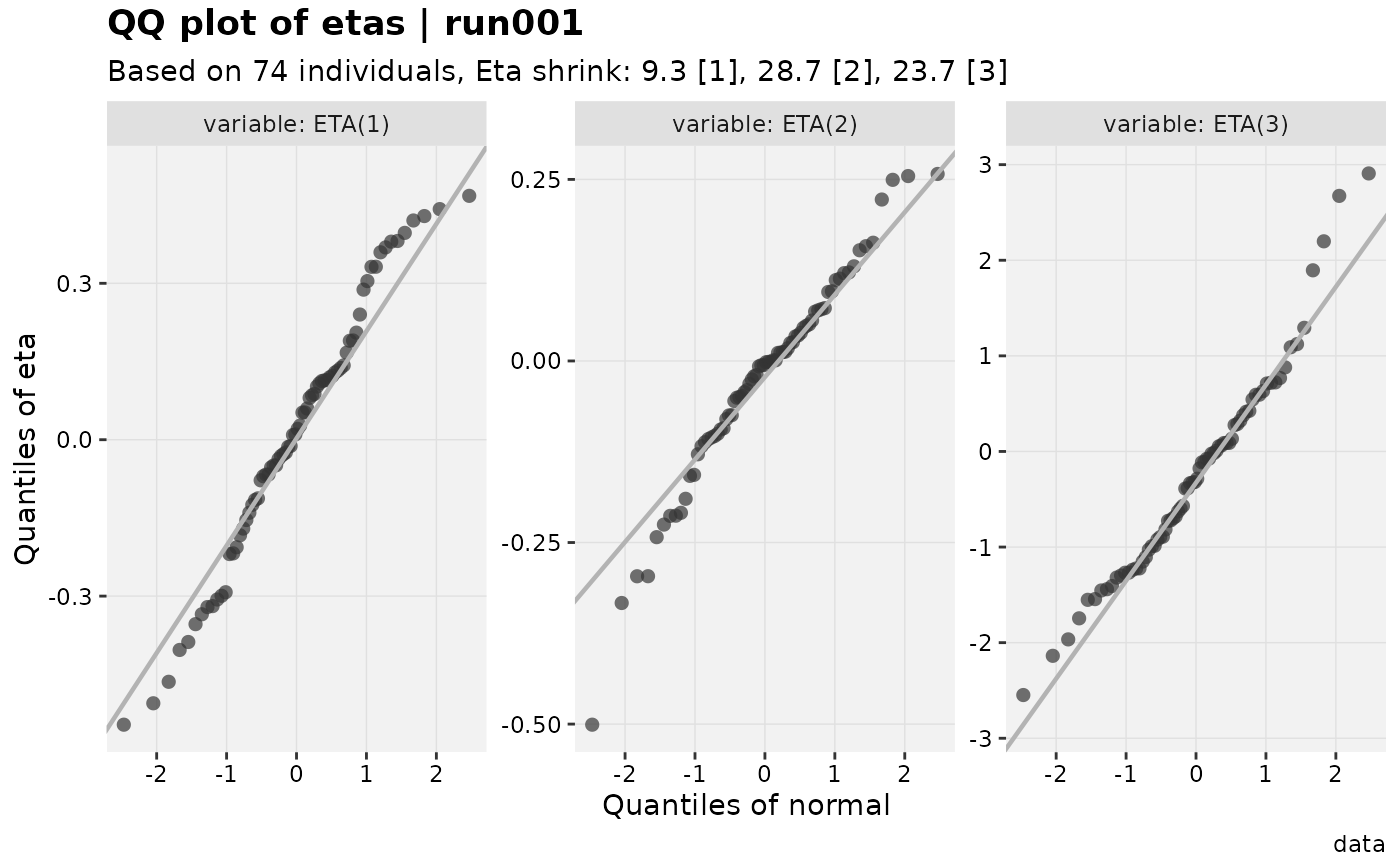 QQ plot of etas | run001
Based on 74 individuals, Eta shrink: 9.3 [1], 28.7 [2], 23.7 [3]
variable: ETA(1)
variable: ETA(2)
variable: ETA(3)
Quantiles of eta
0.3
0.0
-0.3
0.25
0.00
-0.25
-0.50
3
2
1
0
-1
-2
-3
-2 -1 0 1 2
-2 -1 0 1 2
-2 -1 0 1 2
Quantiles of normal
data